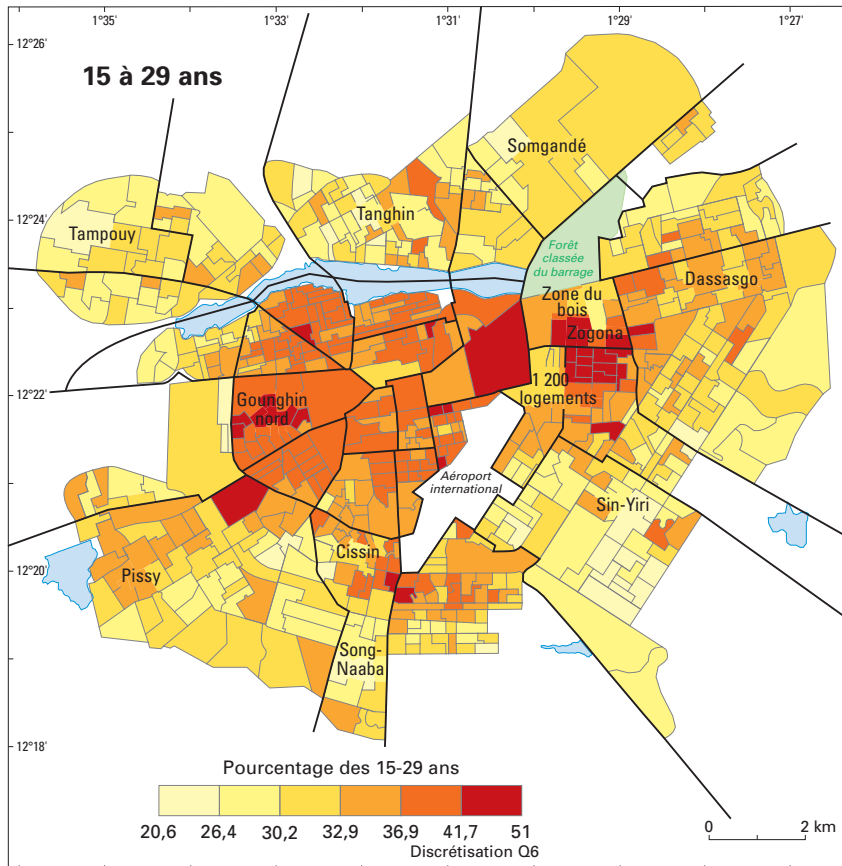 1°35'
1°33'
1°31'
1°29'
1°27'
12°26'
15 à 29 ans
Somgandé
12°24'
Tanghin
Tampouy
Forêt
classée
du barrage
Dassasgo
Zone du
bois
Zogona
12°22'
Gounghin
nord
1 200
logements
Aéroport
international
Sin-Yiri
Cissin
12°20'
Pissy
Song-
Naaba
12°18'
Pourcentage des 15-29 ans
20,6
26,4
30,2
32,9
36,9
41,7
51
Discrétisation Q6
0
2 km